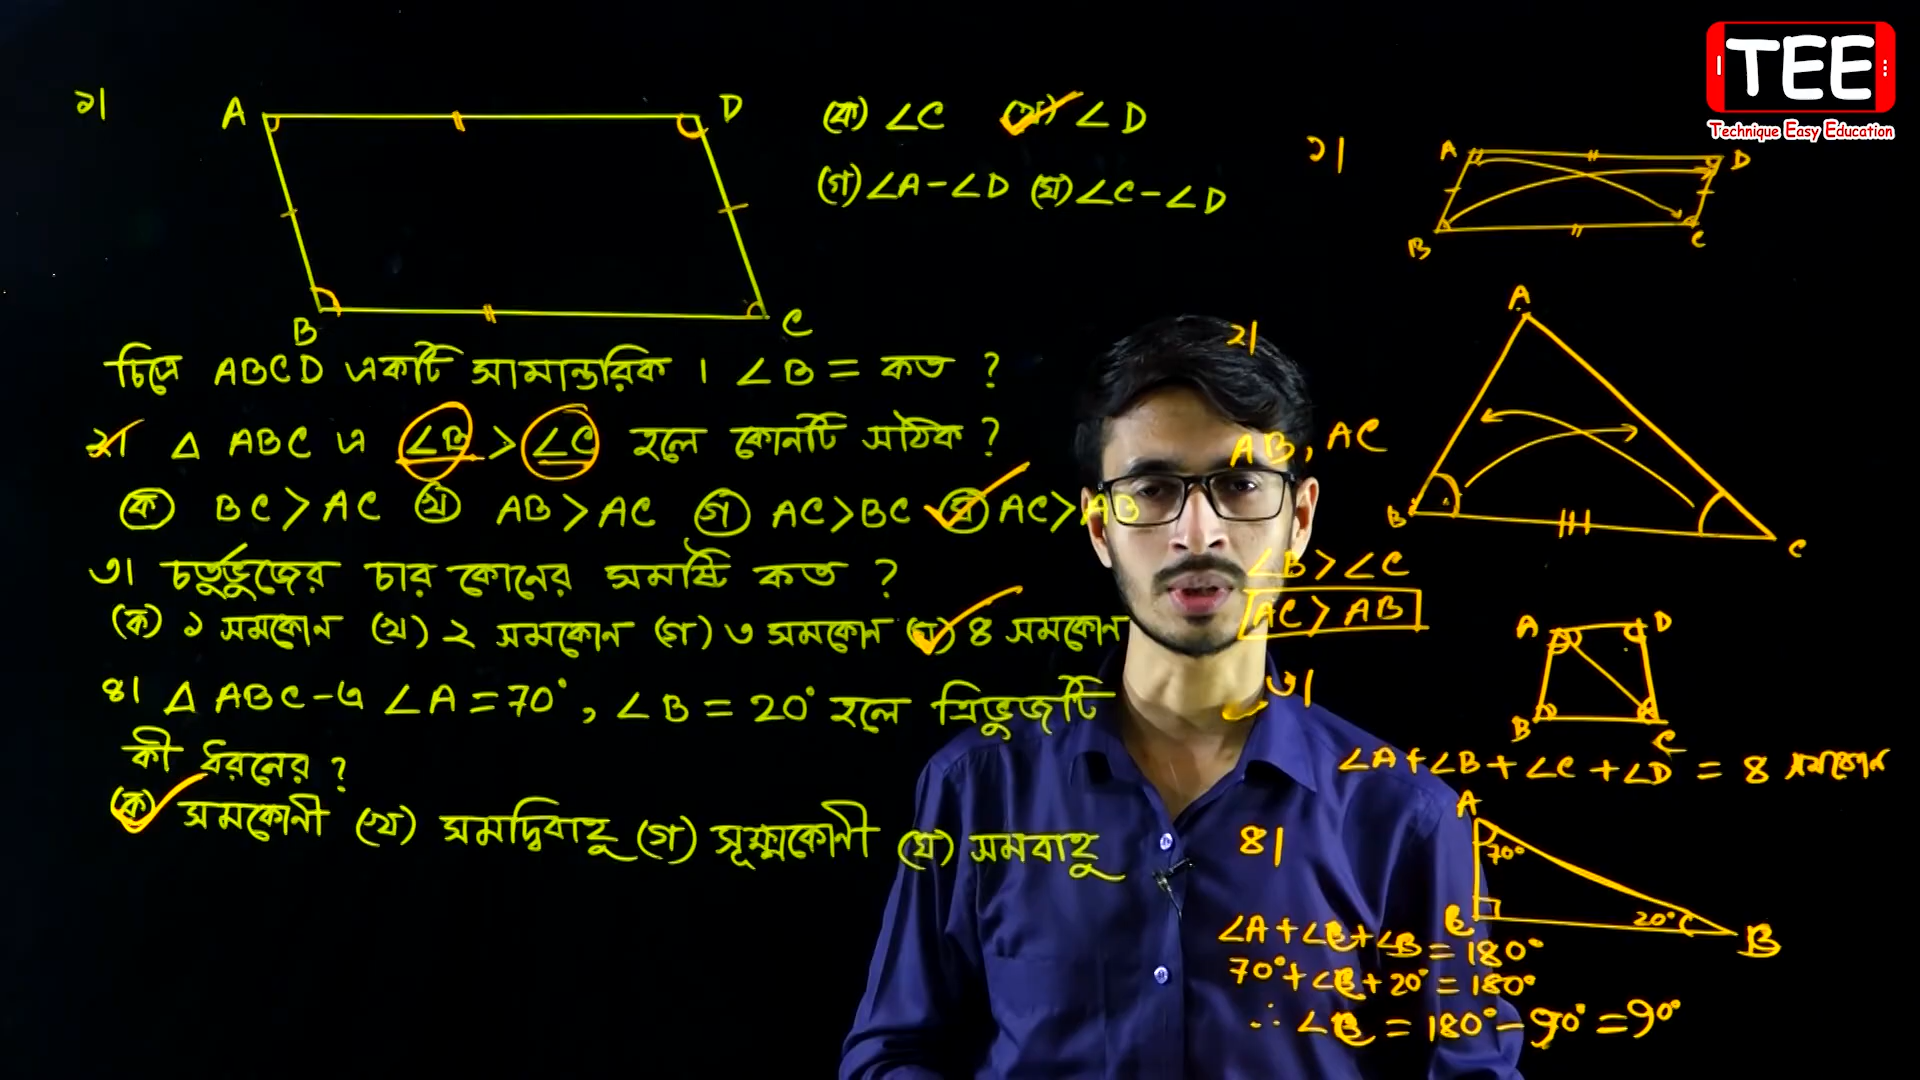 ১।
A
D
B
C
(ক) ∠C (খ) ∠D
(গ) ∠A-∠D (ঘ) ∠C-∠D
চিত্রে ABCD একটি সামান্তরিক। ∠B = কত ?
২। △ ABC এ ∠B > ∠C হলে কোনটি সঠিক ?
ক BC > AC খ AB > AC গ AC > BC ঘ AC > AB
৩। চর্তুভুজের চার কোনের সমষ্টি কত ?
(ক) ১ সমকোন (খ) ২ সমকোন (গ) ৩ সমকোন (ঘ) ৪ সমকোন
৪। △ ABC-এ ∠A = 70°, ∠B = 20° হলে ত্রিভুজটি
কী ধরনের ?
(ক) সমকোনী (খ) সমদ্বিবাহু (গ) সূক্ষ্মকোনী (ঘ) সমবাহু
TEE
Technique Easy Education
১।
A
D
B
C
২।
A
AB, AC
B
C
∠B > ∠C
AC > AB
৩।
A
D
B
C
∠A + ∠B + ∠C + ∠D = 8 সমকোন
৪।
A
70°
C
20°
B
∠A + ∠C + ∠B = 180°
70° + ∠C + 20° = 180°
∴ ∠C = 180° - 90° = 90°